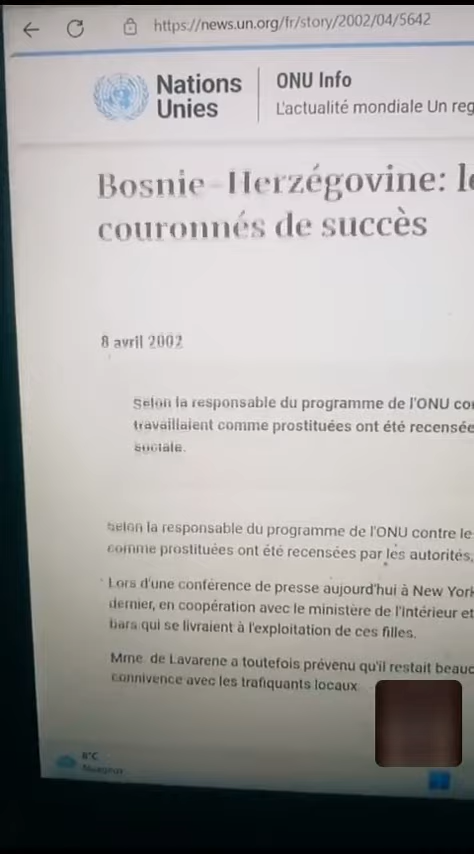 https://news.un.org/fr/story/2002/04/5642
Nations
Unies
ONU Info
L'actualité mondiale Un reg
Bosnie-Herzégovine: le
couronnés de succès
8 avril 2002
Selon la responsable du programme de l'ONU con
travaillaient comme prostituées ont été recensée
sociale.
Selon la responsable du programme de l'ONU contre le
comme prostituées ont été recensées par les autorités,
Lors d'une conférence de presse aujourd'hui à New York
dernier, en coopération avec le ministère de l'Intérieur et
bars qui se livraient à l'exploitation de ces filles.
Mme de Lavarene a toutefois prévenu qu'il restait beauc
connivence avec les trafiquants locaux
8°C
Nuageux